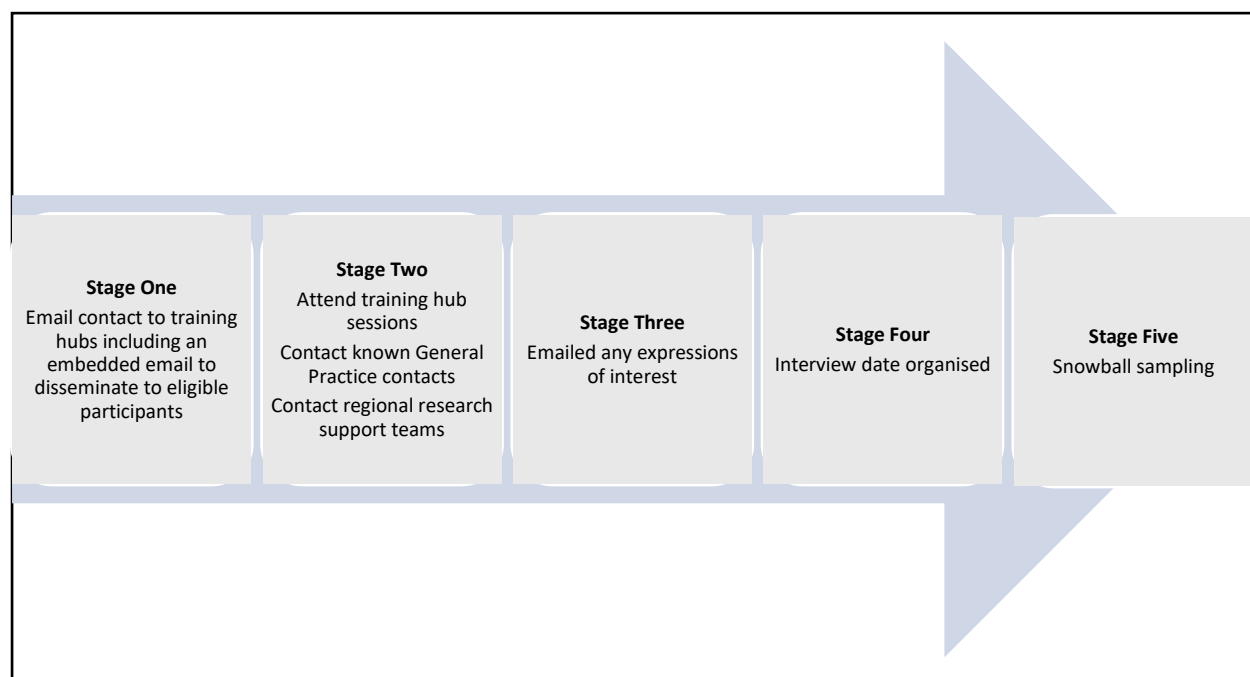 Stage One
Email contact to training
hubs including an
embedded email to
disseminate to eligible
participants
Stage Two
Attend training hub
sessions
Contact known General
Practice contacts
Contact regional research
support teams
Stage Three
Emailed any expressions
of interest
Stage Four
Interview date organised
Stage Five
Snowball sampling